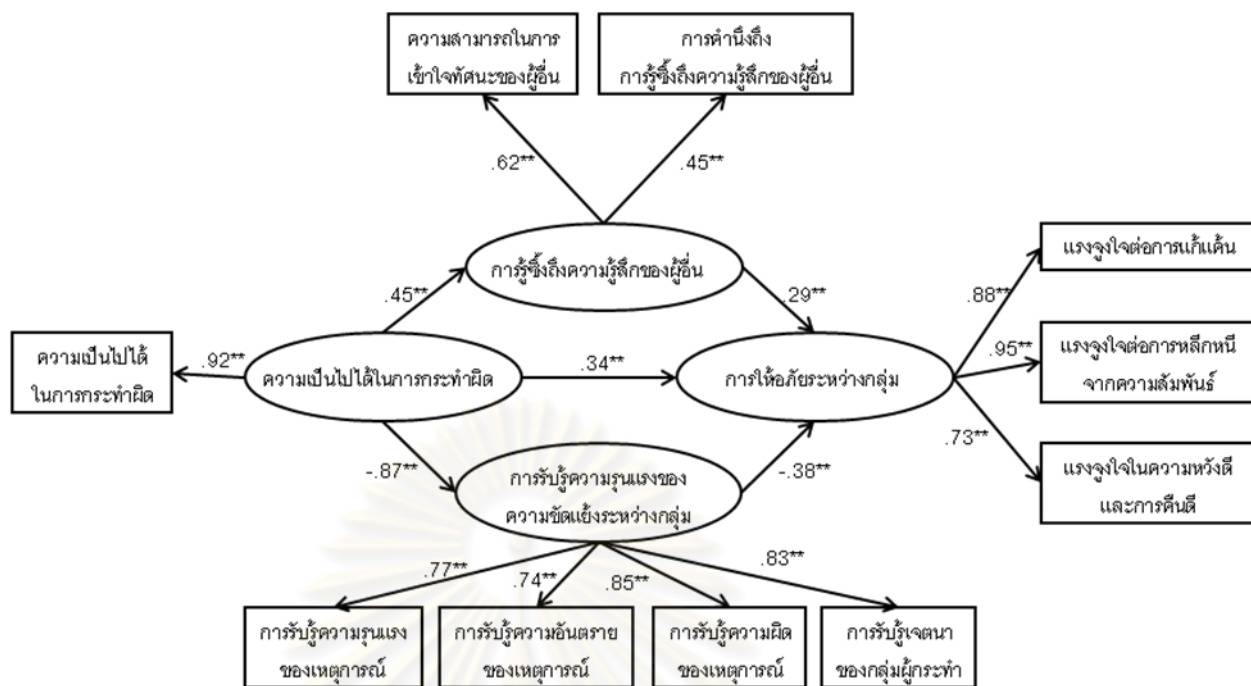 ความสามารถในการ
เข้าใจทัศนะของผู้อื่น
การคำนึงถึง
การรู้ซึ้งถึงความรู้สึกของผู้อื่น
.62**
.45**
การรู้ซึ้งถึงความรู้สึกของผู้อื่น
แรงจูงใจต่อการแก้แค้น
.45**
.29**
.88**
ความเป็นไปได้
ในการกระทำผิด
.92**
ความเป็นไปได้ในการกระทำผิด
.34**
การให้อภัยระหว่างกลุ่ม
.95**
แรงจูงใจต่อการหลีกหนี
จากความสัมพันธ์
-.87**
-.38**
.73**
การรับรู้ความรุนแรงของ
ความขัดแย้งระหว่างกลุ่ม
แรงจูงใจในความหวังดี
และการคืนดี
.77**
.74**
.85**
.83**
การรับรู้ความรุนแรง
ของเหตุการณ์
การรับรู้ความอันตราย
ของเหตุการณ์
การรับรู้ความผิด
ของเหตุการณ์
การรับรู้เจตนา
ของกลุ่มผู้กระทำ